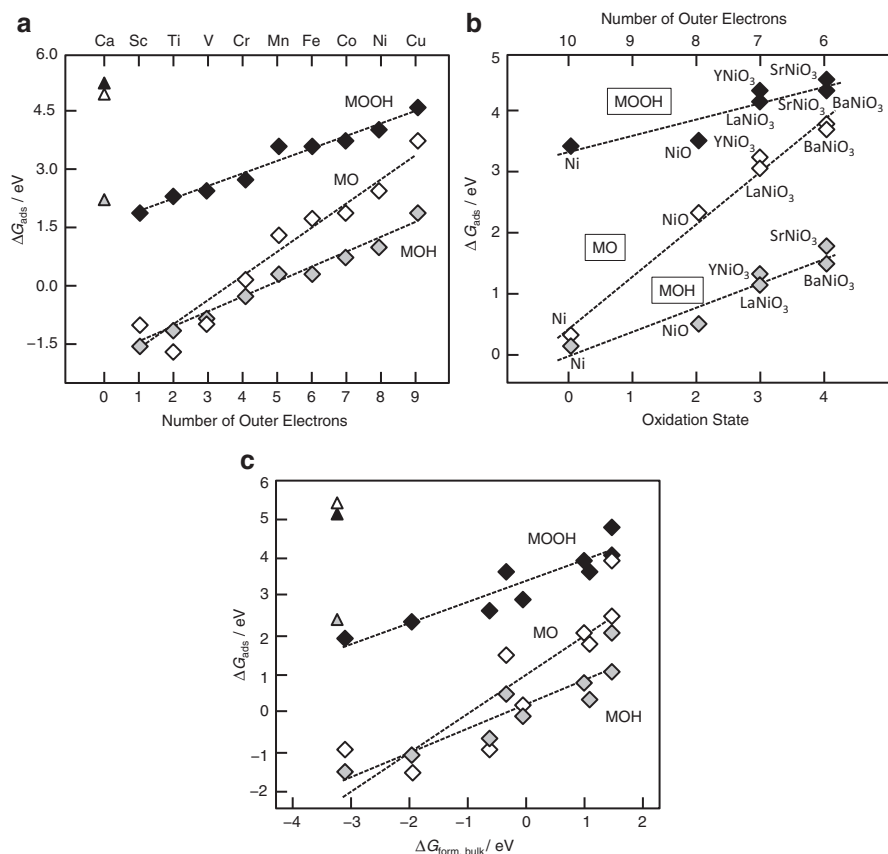 a
Ca Sc Ti V Cr Mn Fe Co Ni Cu
6.0
4.5
3.0
1.5
0.0
−1.5
ΔG_ads / eV
MOOH
MO
MOH
0 1 2 3 4 5 6 7 8 9
Number of Outer Electrons
b
Number of Outer Electrons
10 9 8 7 6
5
4
3
2
1
0
ΔG_ads / eV
MOOH
MO
MOH
YNiO₃
SrNiO₃
LaNiO₃
SrNiO₃
BaNiO₃
Ni
NiO
YNiO₃
BaNiO₃
LaNiO₃
NiO
SrNiO₃
YNiO₃
BaNiO₃
LaNiO₃
Ni
NiO
Ni
0 1 2 3 4
Oxidation State
c
6
5
4
3
2
1
0
−1
−2
ΔG_ads / eV
MOOH
MO
MOH
−4 −3 −2 −1 0 1 2
ΔG_form_bulk / eV